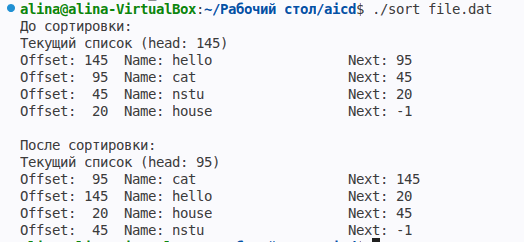 alina@alina-VirtualBox:~/Рабочий стол/aicd$ ./sort file.dat
До сортировки:
Текущий список (head: 145)
Offset: 145  Name: hello                Next: 95
Offset:  95  Name: cat                  Next: 45
Offset:  45  Name: nstu                 Next: 20
Offset:  20  Name: house                Next: -1

После сортировки:
Текущий список (head: 95)
Offset:  95  Name: cat                  Next: 145
Offset: 145  Name: hello                Next: 20
Offset:  20  Name: house                Next: 45
Offset:  45  Name: nstu                 Next: -1